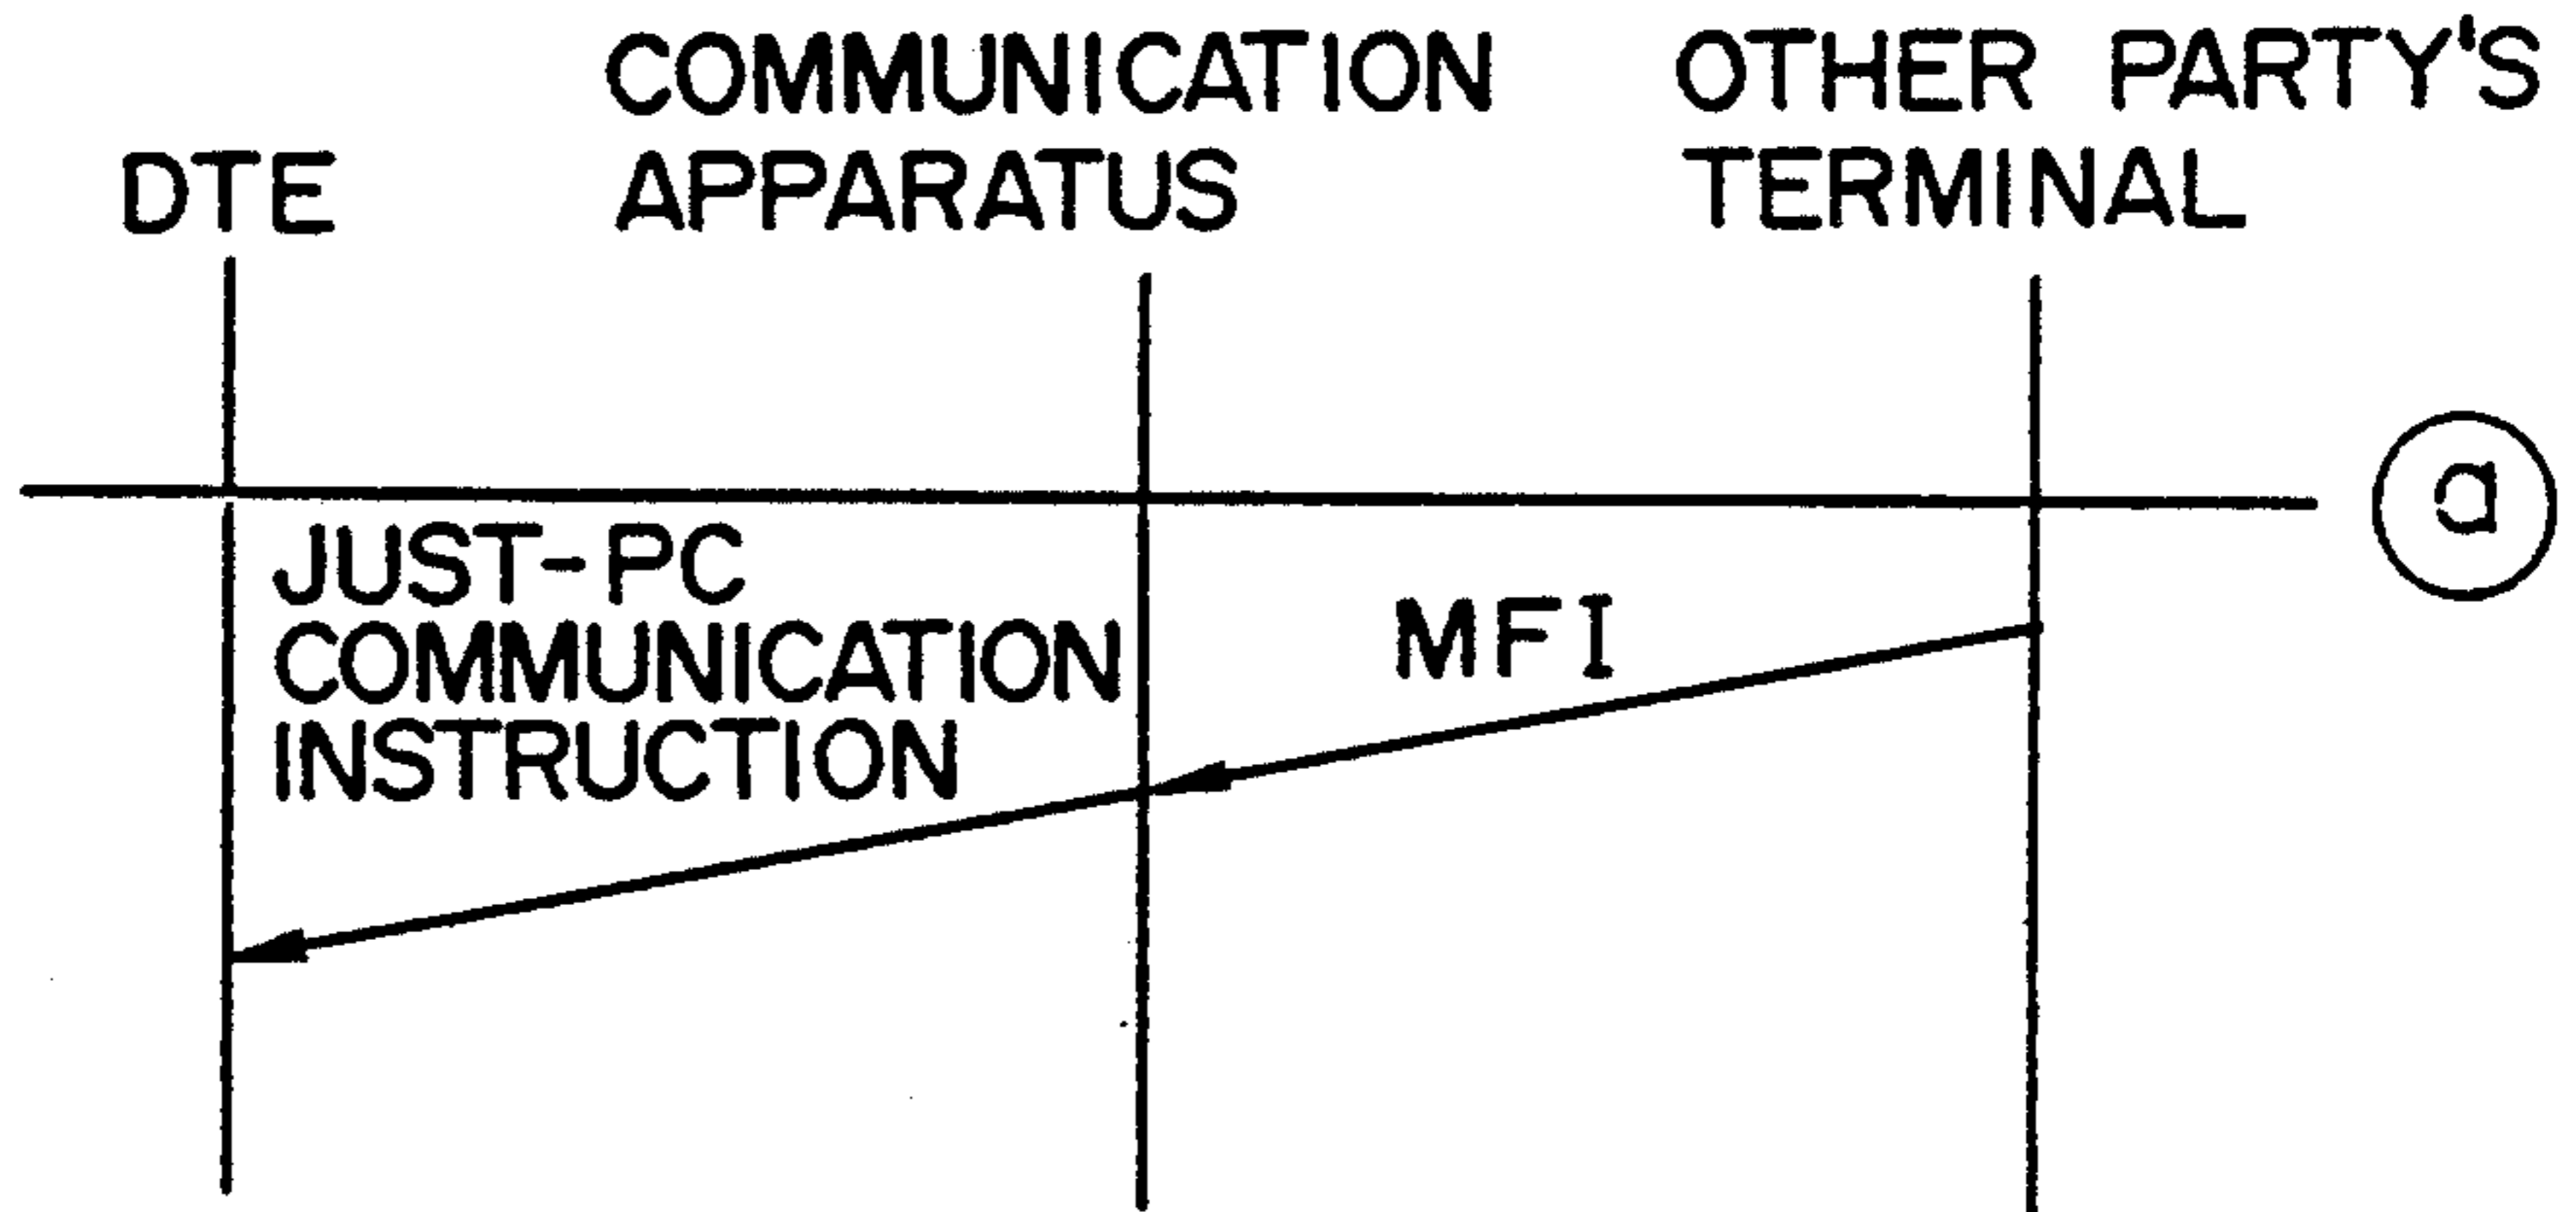 COMMUNICATION
APPARATUS
OTHER PARTY'S
TERMINAL
DTE
a
JUST-PC
COMMUNICATION
INSTRUCTION
MFI